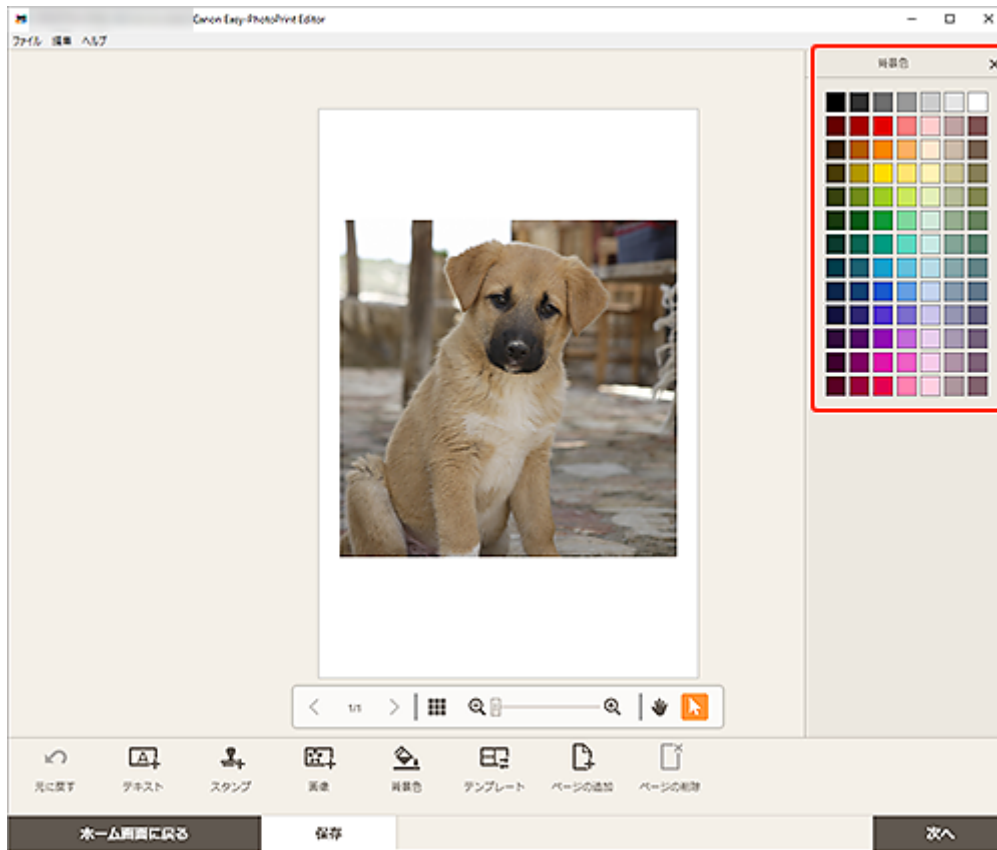 Canon Easy-PhotoPrint Editor
ファイル 編集 ヘルプ
背景色
1/1
元に戻す テキスト スタンプ 画像 背景色 テンプレート ページの追加 ページの削除
ホーム画面に戻る 保存 次へ